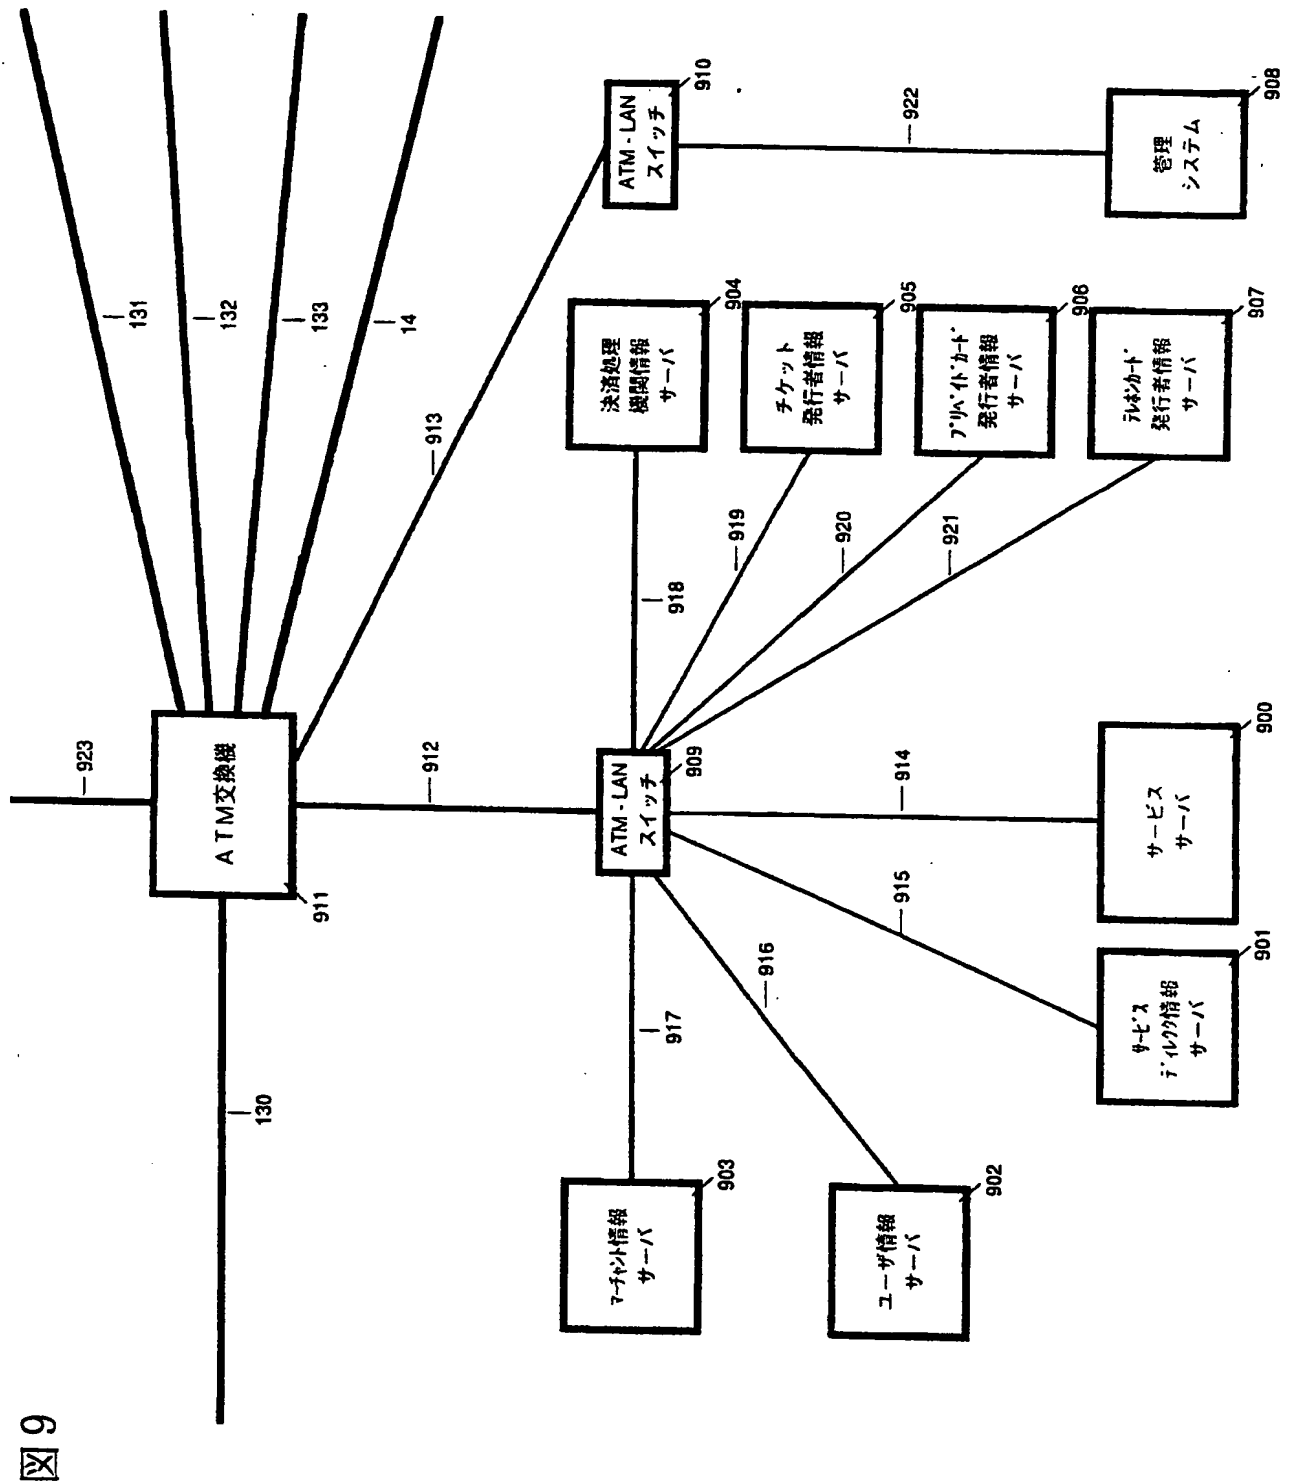 図9
923
131
132
133
14
130
ATM交換機
911
912
913
ATM-LAN
スイッチ
910
922
管理
システム
908
ATM-LAN
スイッチ
909
決済処理
機関情報
サーバ
904
チケット
発行者情報
サーバ
905
プリペイドカード
発行者情報
サーバ
906
テレホンカード
発行者情報
サーバ
907
918
919
920
921
914
915
916
917
サービス
サーバ
900
サービス
ディレクタ情報
サーバ
901
ユーザ情報
サーバ
902
マーチャント情報
サーバ
903